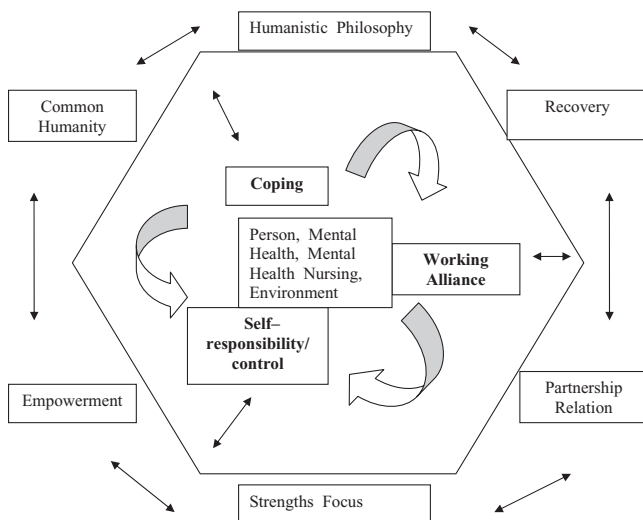 Humanistic Philosophy
Common
Humanity
Recovery
Coping
Person, Mental
Health, Mental
Health Nursing,
Environment
Working
Alliance
Self–
responsibility/
control
Empowerment
Partnership
Relation
Strengths Focus